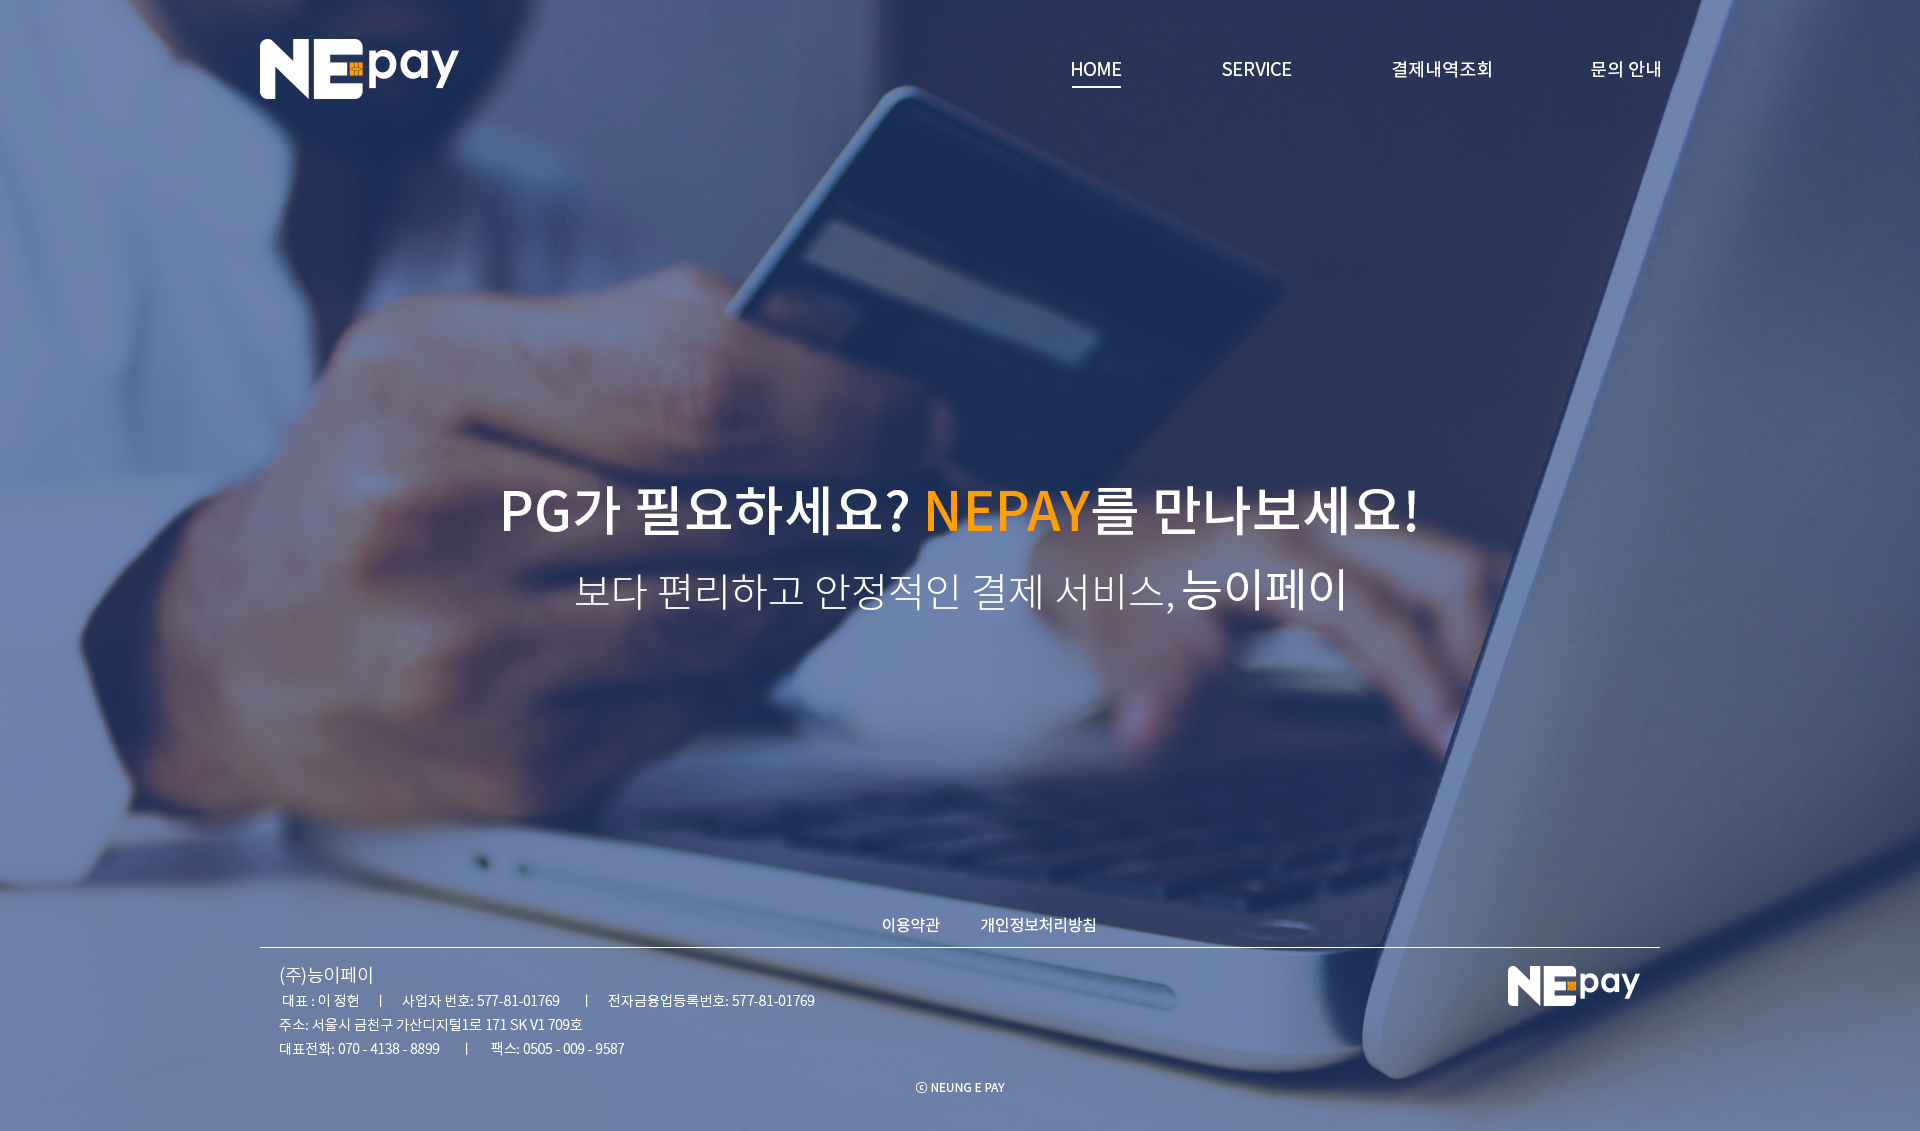 NEpay
HOME SERVICE 결제내역조회 문의 안내
PG가 필요하세요? NEPAY를 만나보세요!
보다 편리하고 안정적인 결제 서비스, 능이페이
이용약관 개인정보처리방침
(주)능이페이
대표 : 이 정현 | 사업자 번호: 577-81-01769 | 전자금융업등록번호: 577-81-01769
주소: 서울시 금천구 가산디지털1로 171 SK V1 709호
대표전화: 070 - 4138 - 8899 | 팩스: 0505 - 009 - 9587
NEpay
ⓒ NEUNG E PAY